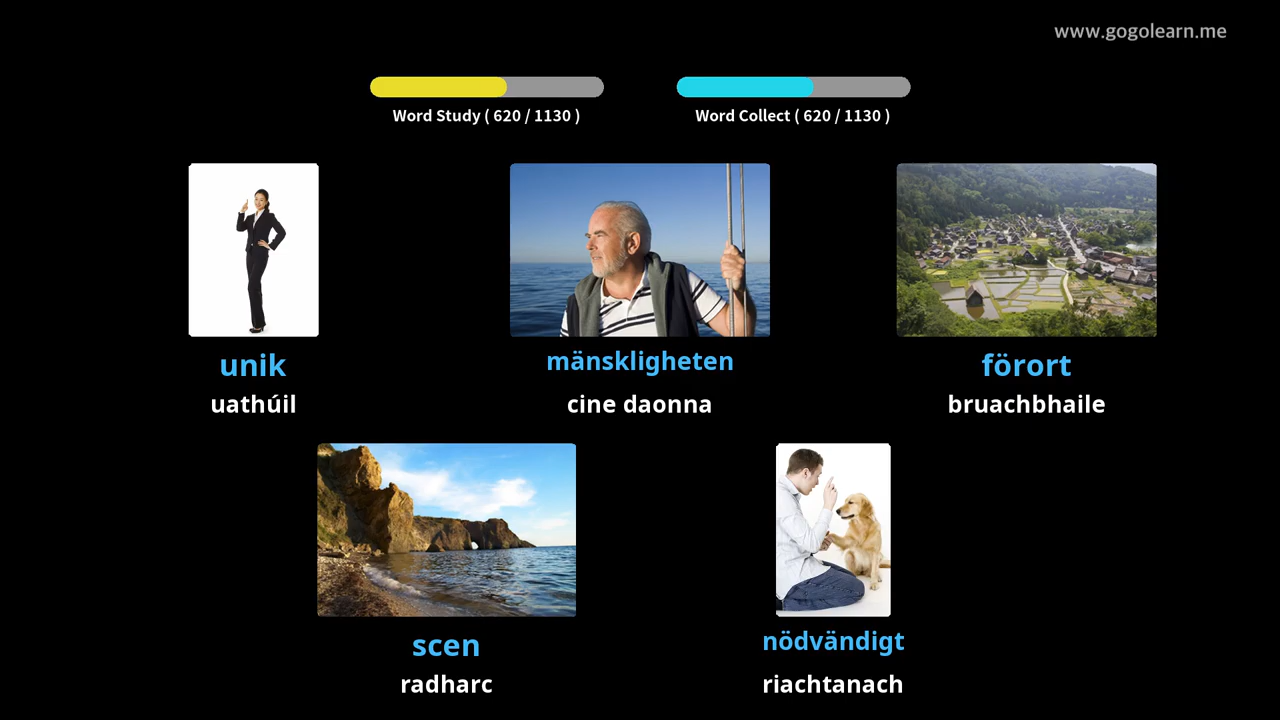 www.gogolearn.me
Word Study ( 620 / 1130 )
Word Collect ( 620 / 1130 )
unik
uathúil
mänskligheten
cine daonna
förort
bruachbhaile
scen
radharc
nödvändigt
riachtanach